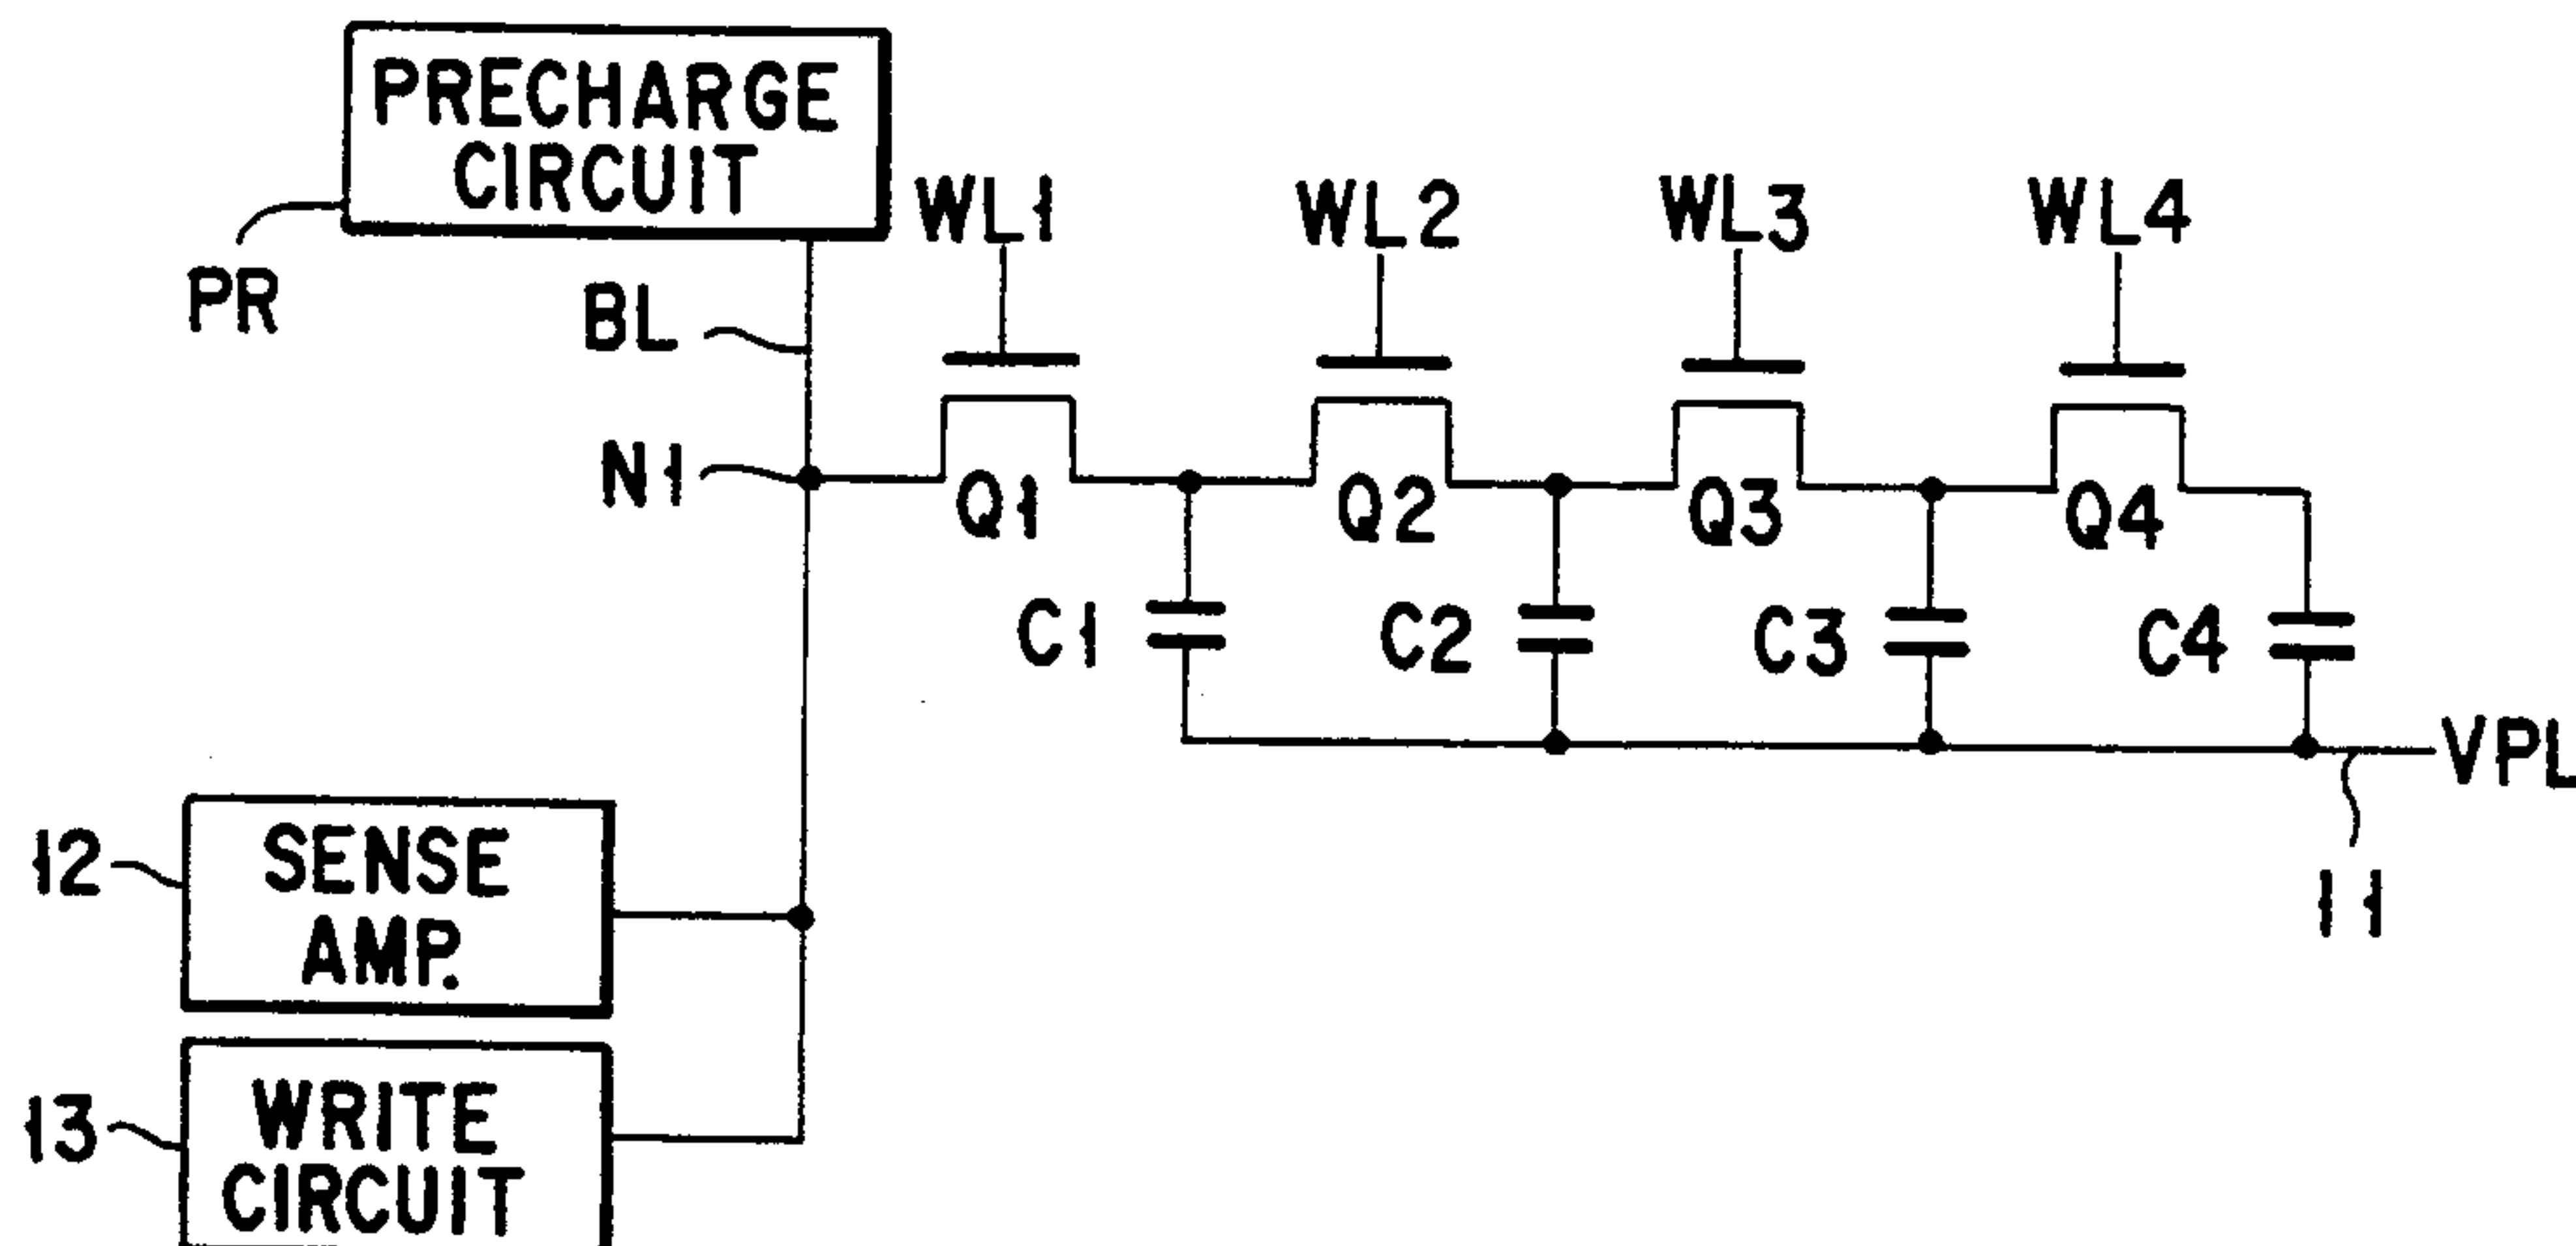 PRECHARGE
CIRCUIT
PR
BL
N1
WL1
WL2
WL3
WL4
Q1
Q2
Q3
Q4
C1
C2
C3
C4
VPL
11
12
SENSE
AMP.
13
WRITE
CIRCUIT